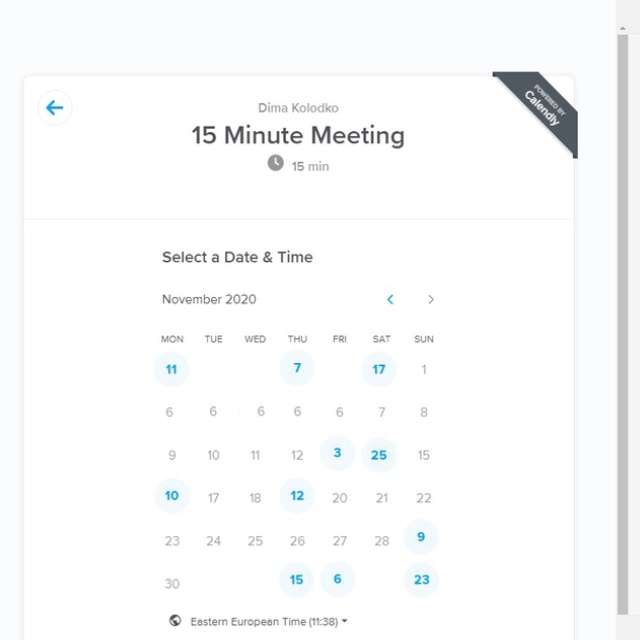 POWERED BY
Calendly
Dima Kolodko
15 Minute Meeting
15 min
Select a Date & Time
November 2020
MON TUE WED THU FRI SAT SUN
11 7 17 1
6 6 6 6 6 7 8
9 10 11 12 3 25 15
10 17 18 12 20 21 22
23 24 25 26 27 28 9
30 15 6 23
Eastern European Time (11:38)